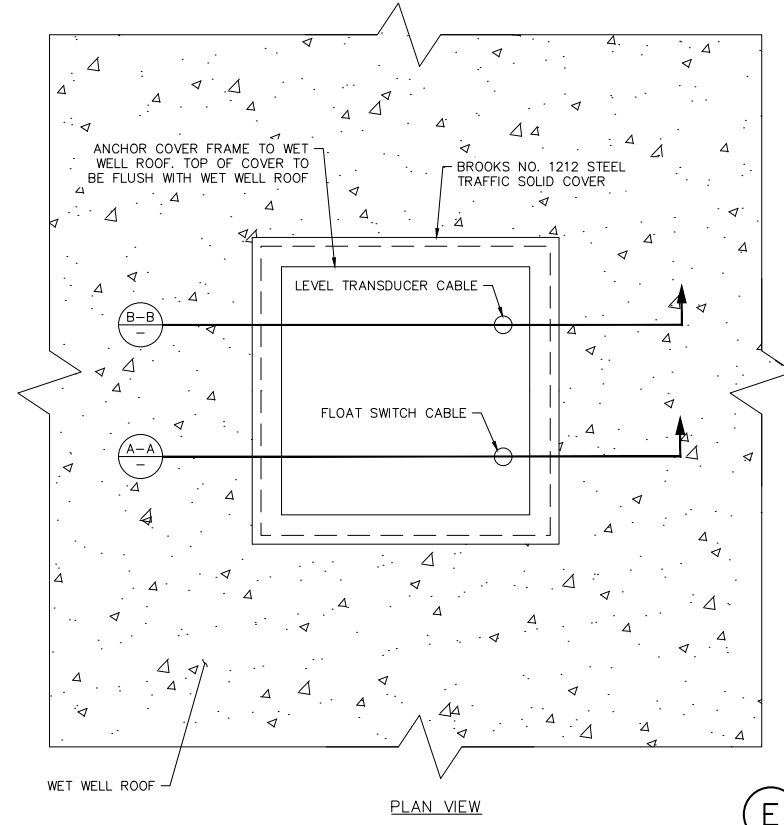 ANCHOR COVER FRAME TO WET
WELL ROOF. TOP OF COVER TO
BE FLUSH WITH WET WELL ROOF
BROOKS NO. 1212 STEEL
TRAFFIC SOLID COVER
LEVEL TRANSDUCER CABLE
B-B
-
FLOAT SWITCH CABLE
A-A
-
WET WELL ROOF
PLAN VIEW
E